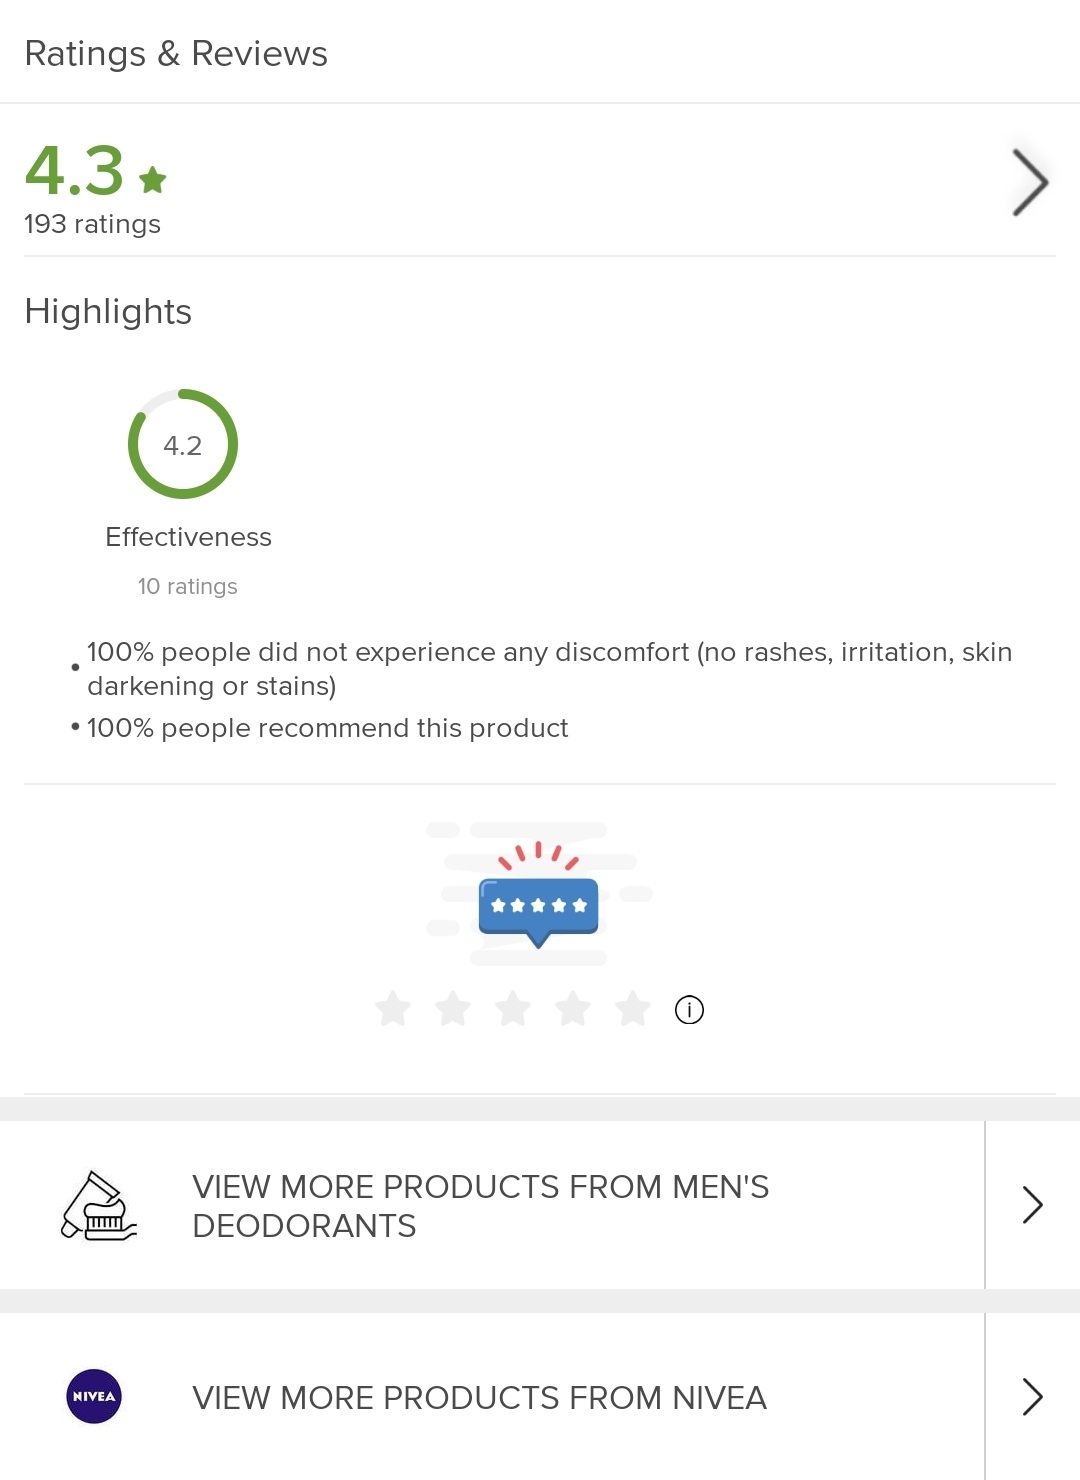 Ratings & Reviews
4.3
193 ratings
Highlights
4.2
Effectiveness
10 ratings
• 100% people did not experience any discomfort (no rashes, irritation, skin
darkening or stains)
• 100% people recommend this product
VIEW MORE PRODUCTS FROM MEN'S
DEODORANTS
NIVEA
VIEW MORE PRODUCTS FROM NIVEA